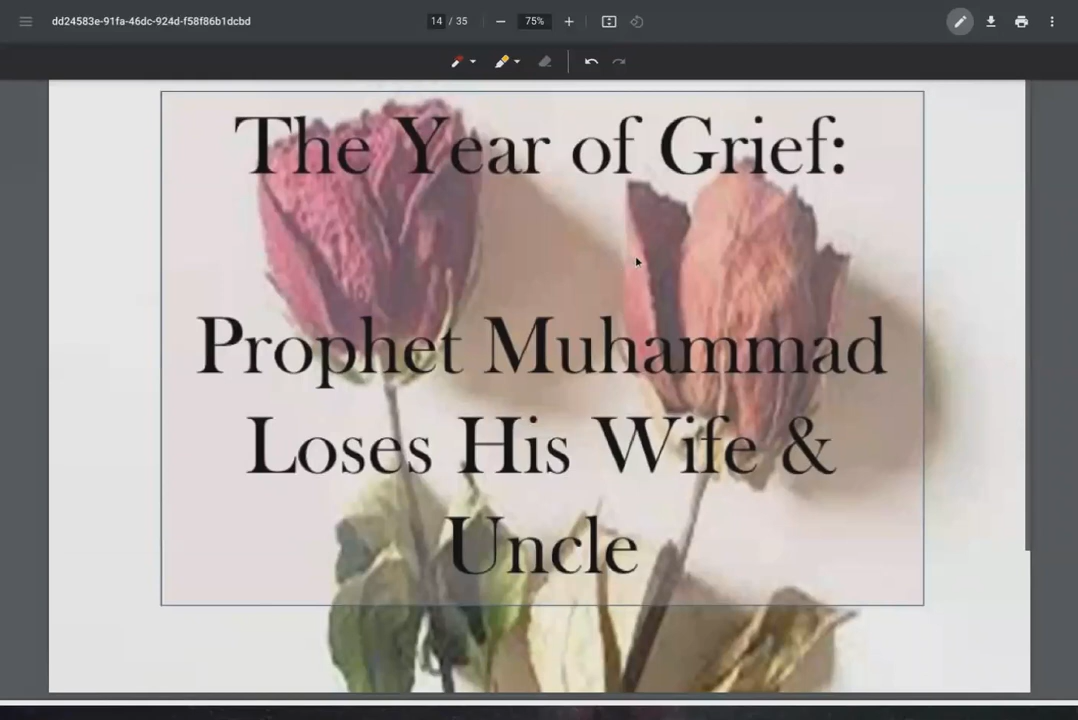 dd24583e-91fa-46dc-924d-f58f86b1dcbd
14 / 35
75%
The Year of Grief:
Prophet Muhammad
Loses His Wife &
Uncle